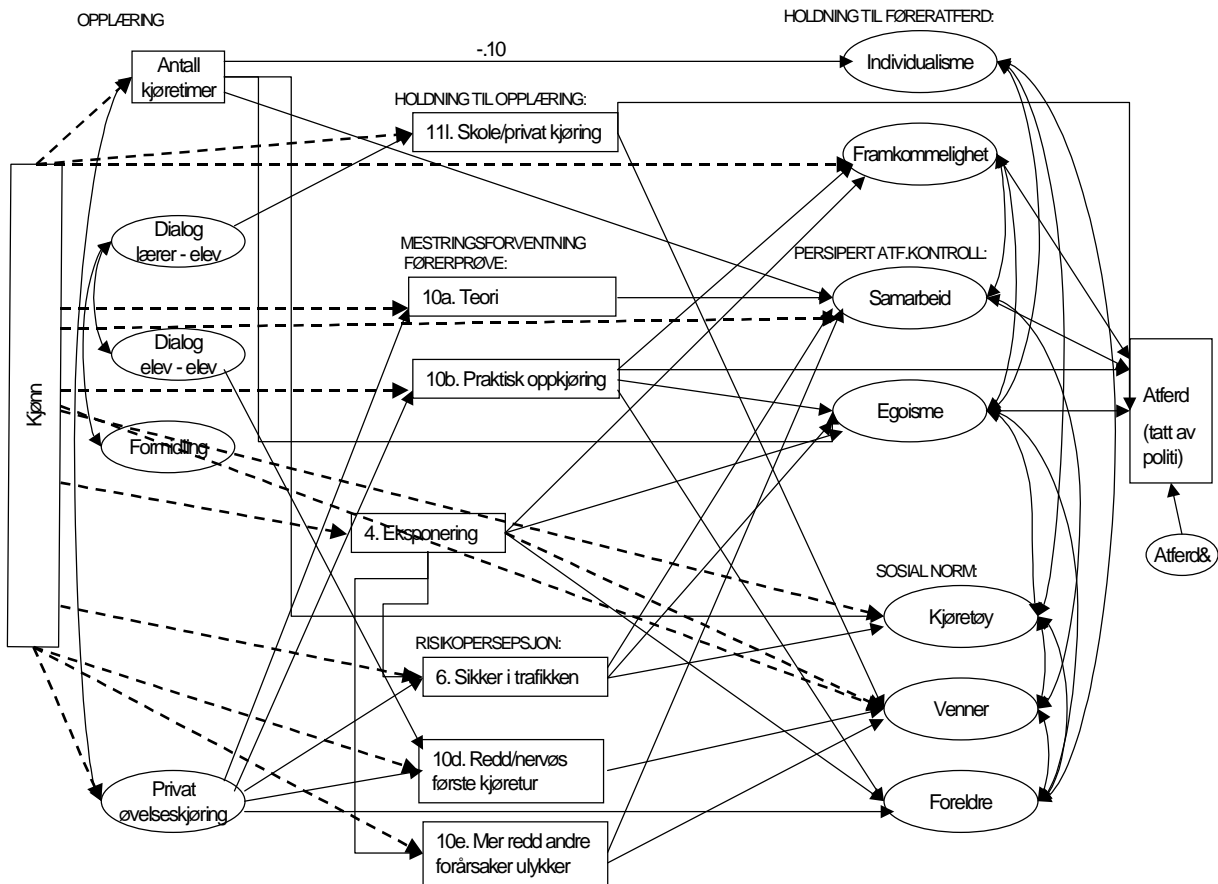 OPPLÆRING
HOLDNING TIL FØRERATFERD:
-.10
Antall
kjøretimer
Individualisme
HOLDNING TIL OPPLÆRING:
11l. Skole/privat kjøring
Framkommelighet
Dialog
lærer - elev
MESTRINGSFORVENTNING
FØRERPRØVE:
PERSIPERT ATF.KONTROLL:
10a. Teori
Samarbeid
Dialog
elev - elev
10b. Praktisk oppkjøring
Egoisme
Atferd
(tatt av
politi)
Kjønn
Formidling
4. Eksponering
Atferd&
SOSIAL NORM:
Kjøretøy
RISIKOPERSEPSJON:
6. Sikker i trafikken
Venner
10d. Redd/nervøs
første kjøretur
Privat
øvelseskjøring
Foreldre
10e. Mer redd andre
forårsaker ulykker